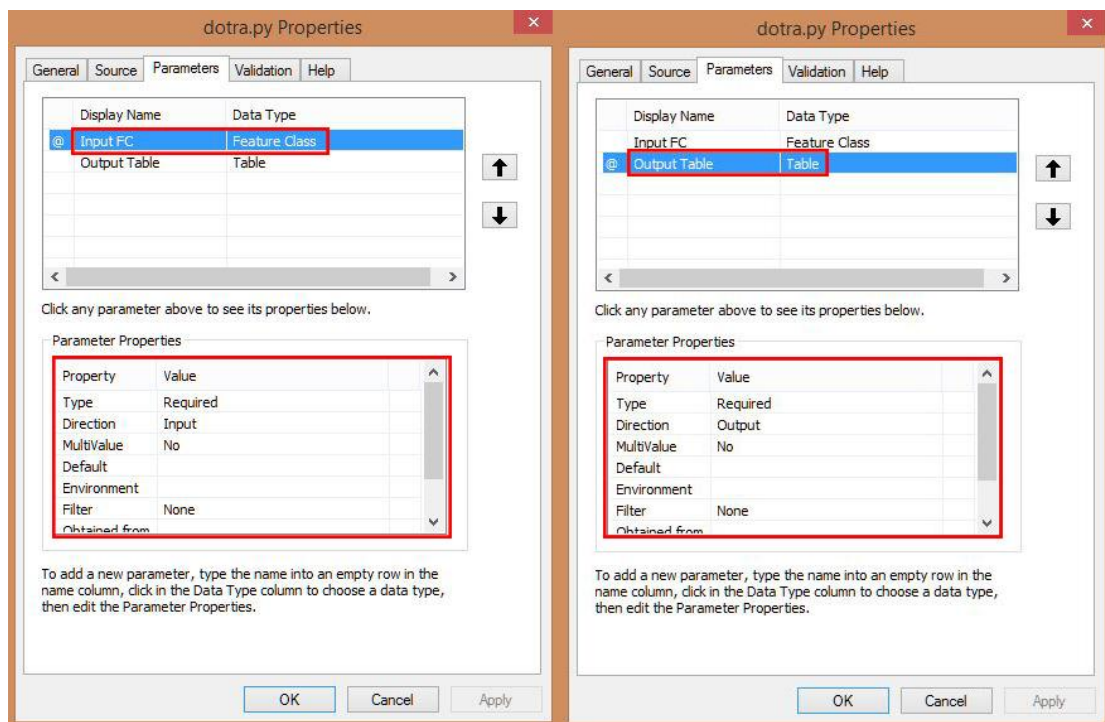 dotra.py Properties
General Source Parameters Validation Help
Display Name Data Type
@ Input FC Feature Class
Output Table Table
Click any parameter above to see its properties below.
Parameter Properties
Property Value
Type Required
Direction Input
MultiValue No
Default
Environment
Filter None
Obtained from
To add a new parameter, type the name into an empty row in the
name column, click in the Data Type column to choose a data type,
then edit the Parameter Properties.
OK Cancel Apply
dotra.py Properties
General Source Parameters Validation Help
Display Name Data Type
Input FC Feature Class
@ Output Table Table
Click any parameter above to see its properties below.
Parameter Properties
Property Value
Type Required
Direction Output
MultiValue No
Default
Environment
Filter None
Obtained from
To add a new parameter, type the name into an empty row in the
name column, click in the Data Type column to choose a data type,
then edit the Parameter Properties.
OK Cancel Apply